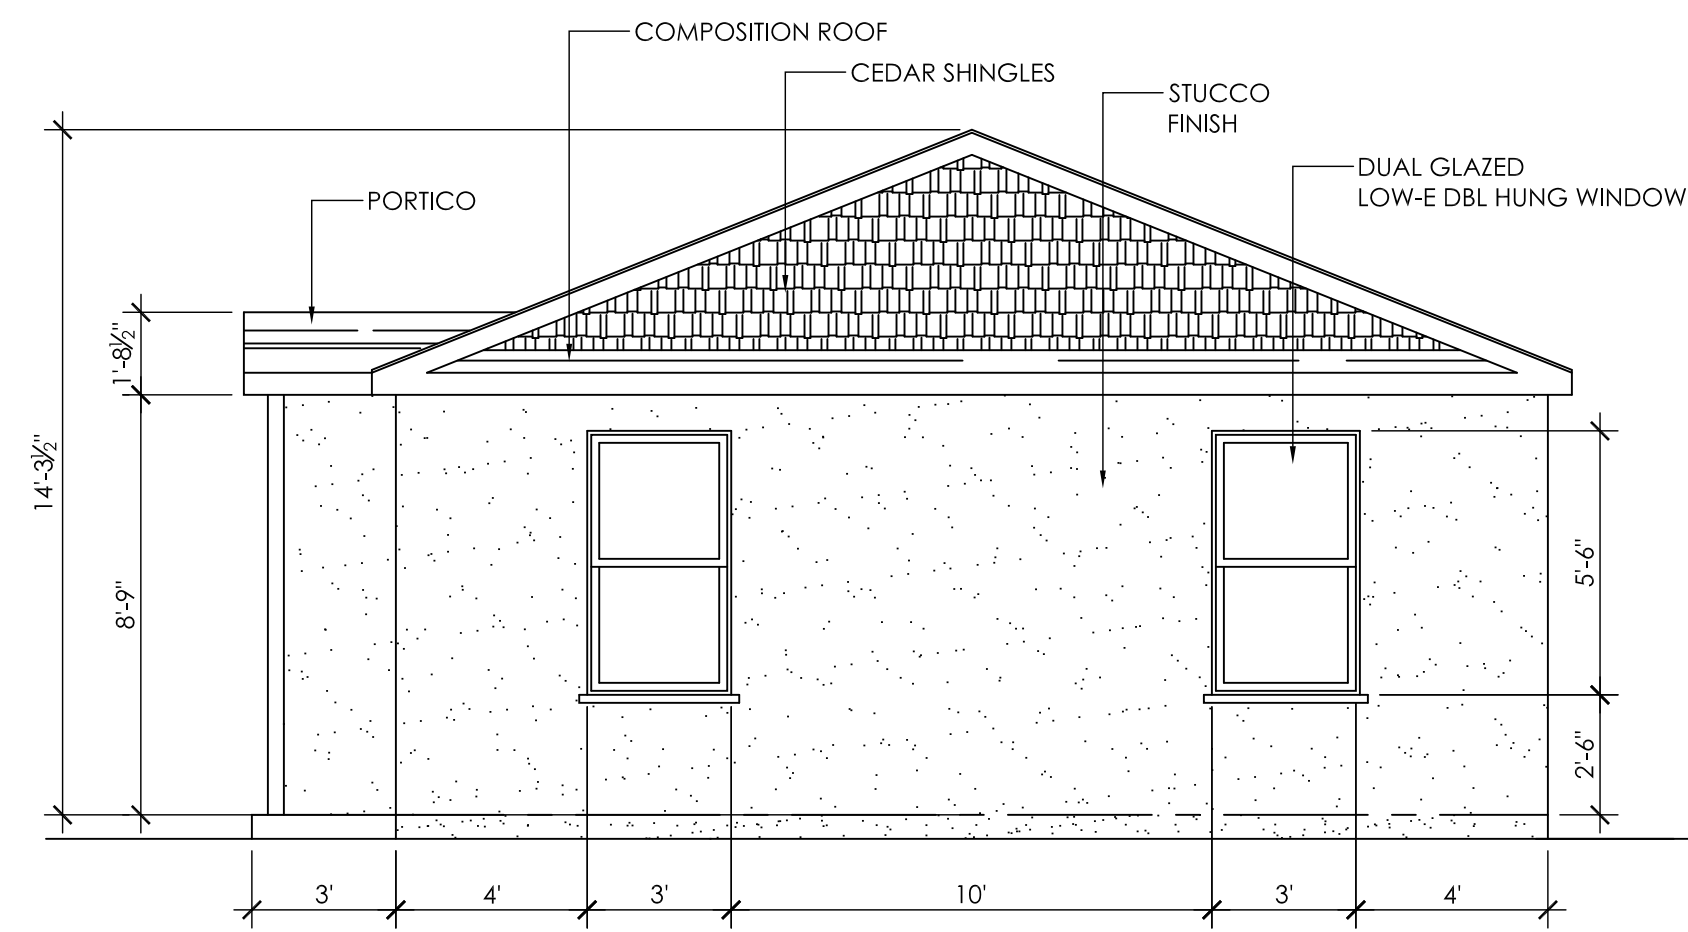 COMPOSITION ROOF
CEDAR SHINGLES
STUCCO
FINISH
DUAL GLAZED
LOW-E DBL HUNG WINDOW
PORTICO
1'-8½"
14'-3½"
8'-9"
5'-6"
2'-6"
3'
4'
3'
10'
3'
4'